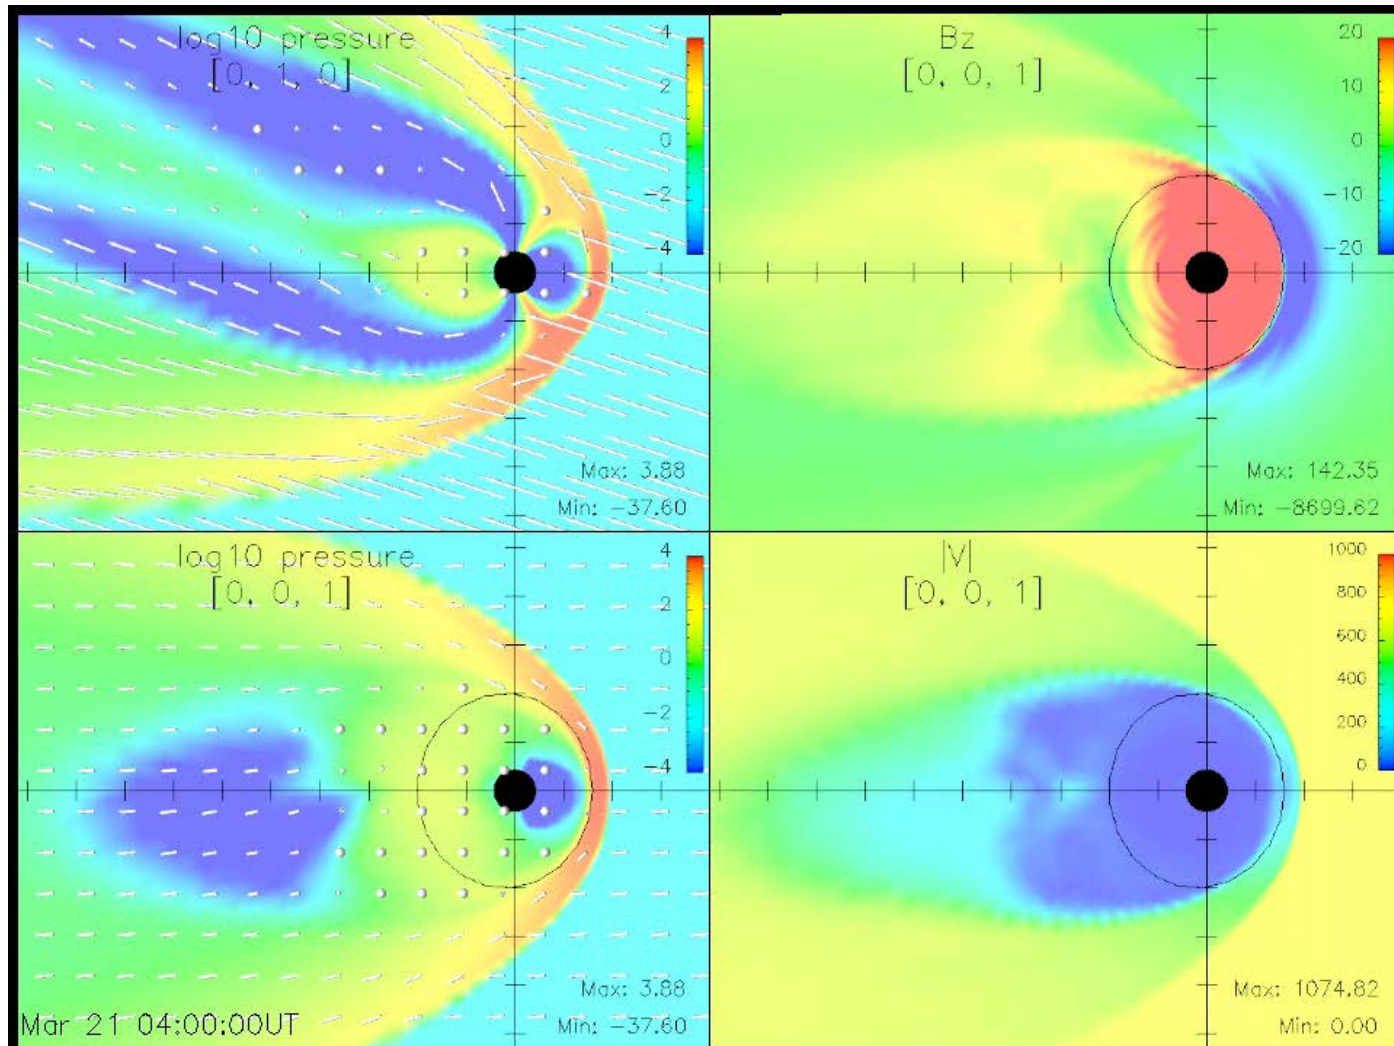 log10 pressure
[0, 1, 0]
4
2
0
-2
-4
Max: 3.88
Min: -37.60
Bz
[0, 0, 1]
20
10
0
-10
-20
Max: 142.35
Min: -8699.62
log10 pressure
[0, 0, 1]
4
2
0
-2
-4
Max: 3.88
Min: -37.60
Mar 21 04:00:00UT
|V|
[0, 0, 1]
1000
800
600
400
200
0
Max: 1074.82
Min: 0.00